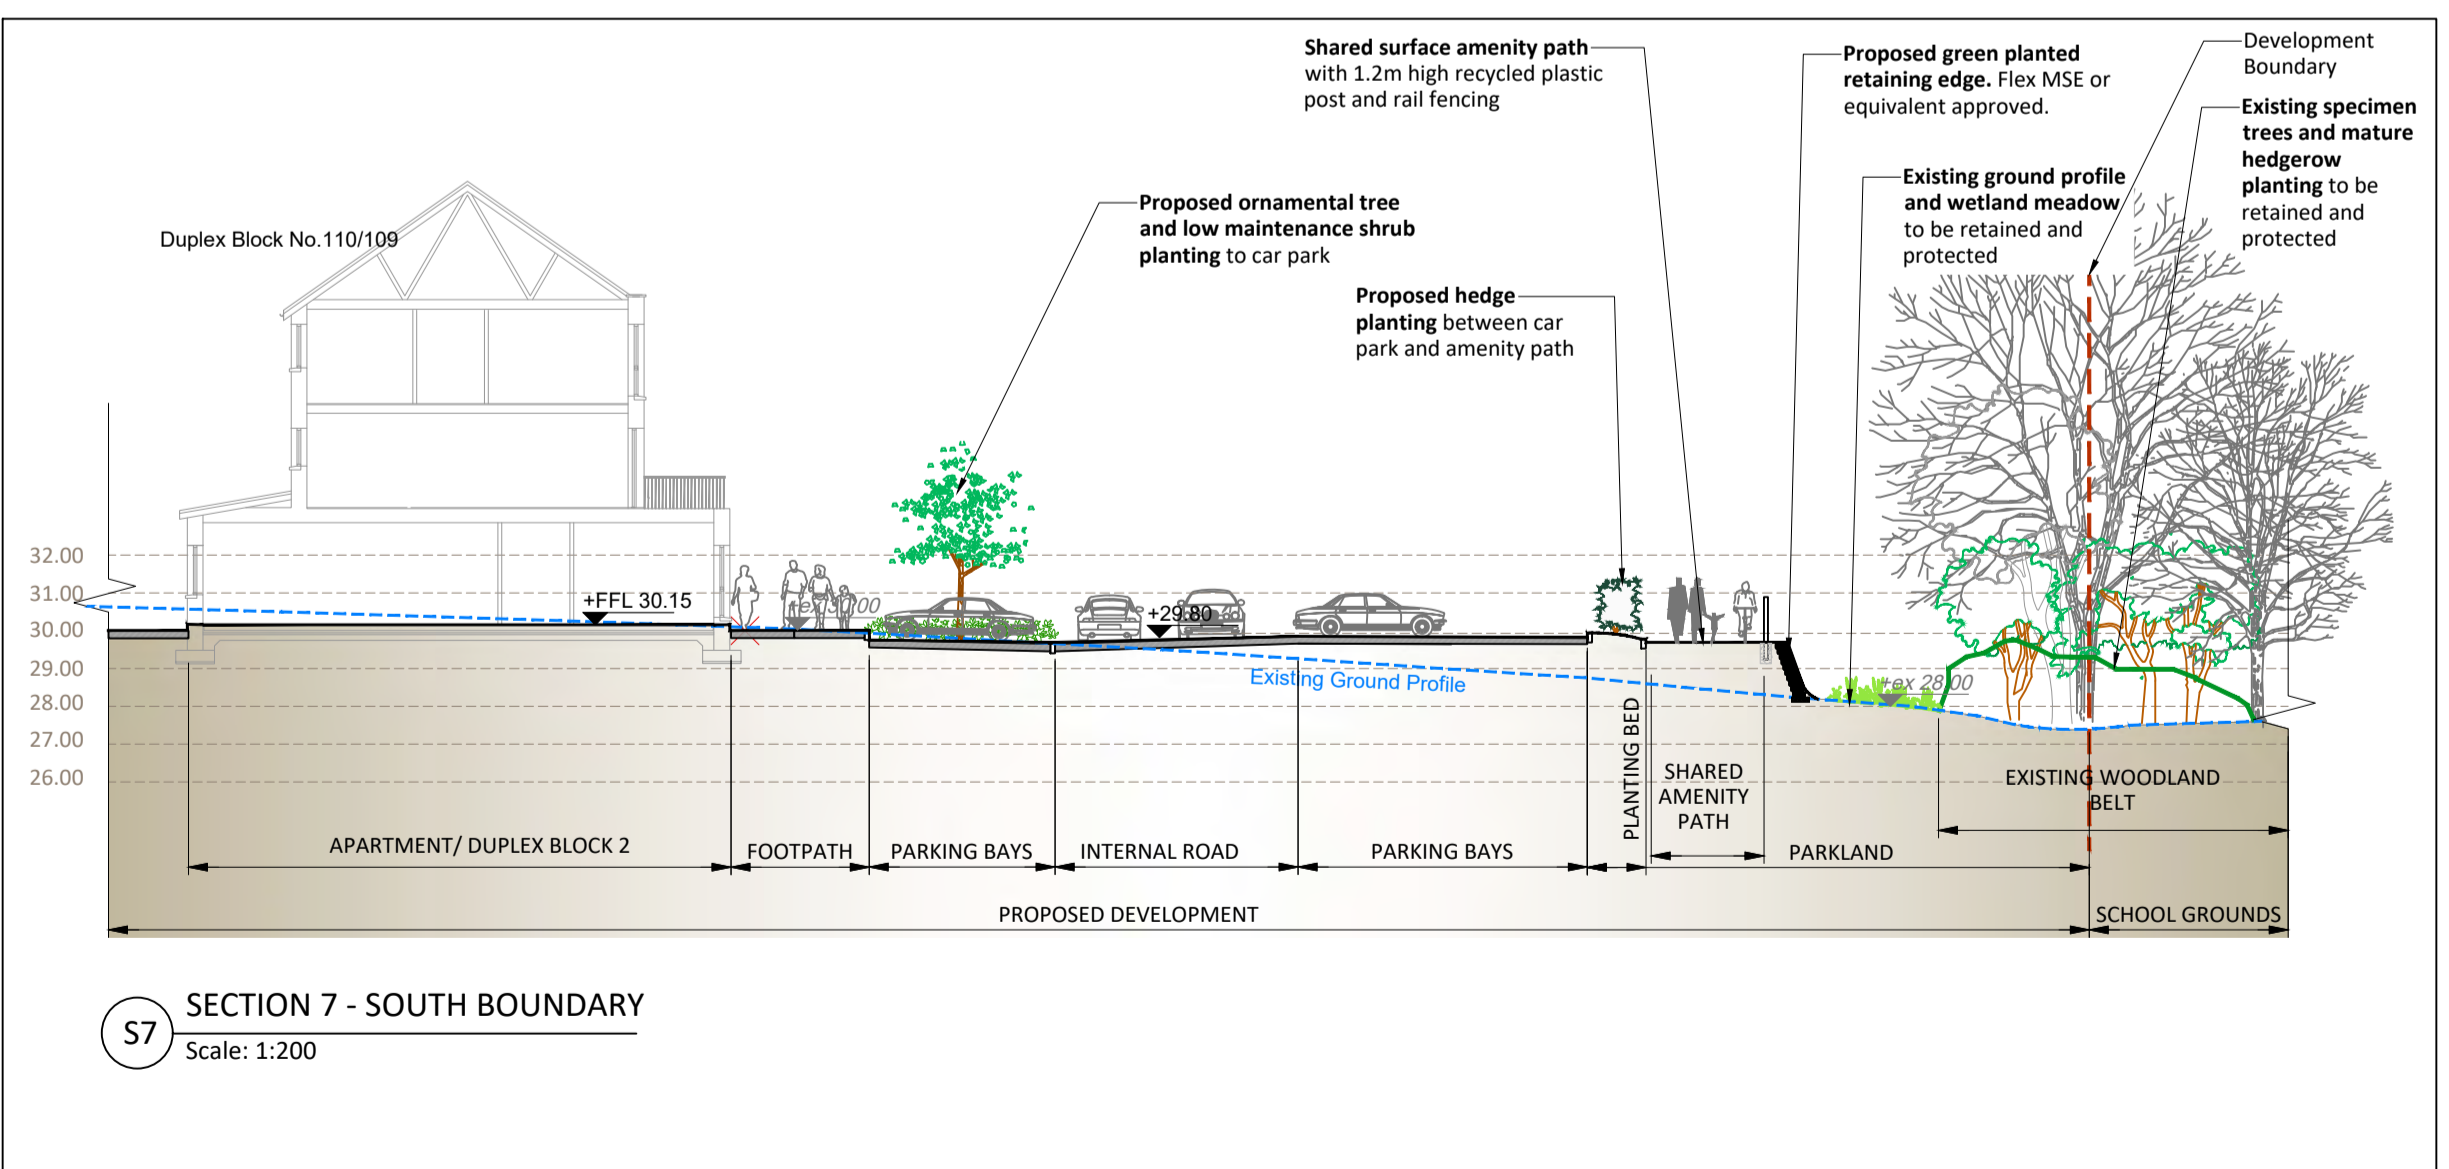 Shared surface amenity path
with 1.2m high recycled plastic
post and rail fencing
Proposed green planted
retaining edge. Flex MSE or
equivalent approved.
Development
Boundary
Existing specimen
trees and mature
hedgerow
planting to be
retained and
protected
Existing ground profile
and wetland meadow
to be retained and
protected
Proposed ornamental tree
and low maintenance shrub
planting to car park
Proposed hedge
planting between car
park and amenity path
Duplex Block No.110/109
32.00
31.00
30.00
29.00
28.00
27.00
26.00
+FFL 30.15
+ex 30.00
+29.80
Existing Ground Profile
+ex 28.00
APARTMENT/ DUPLEX BLOCK 2
FOOTPATH
PARKING BAYS
INTERNAL ROAD
PARKING BAYS
PLANTING BED
SHARED
AMENITY
PATH
PARKLAND
EXISTING WOODLAND
BELT
PROPOSED DEVELOPMENT
SCHOOL GROUNDS
S7
SECTION 7 - SOUTH BOUNDARY
Scale: 1:200